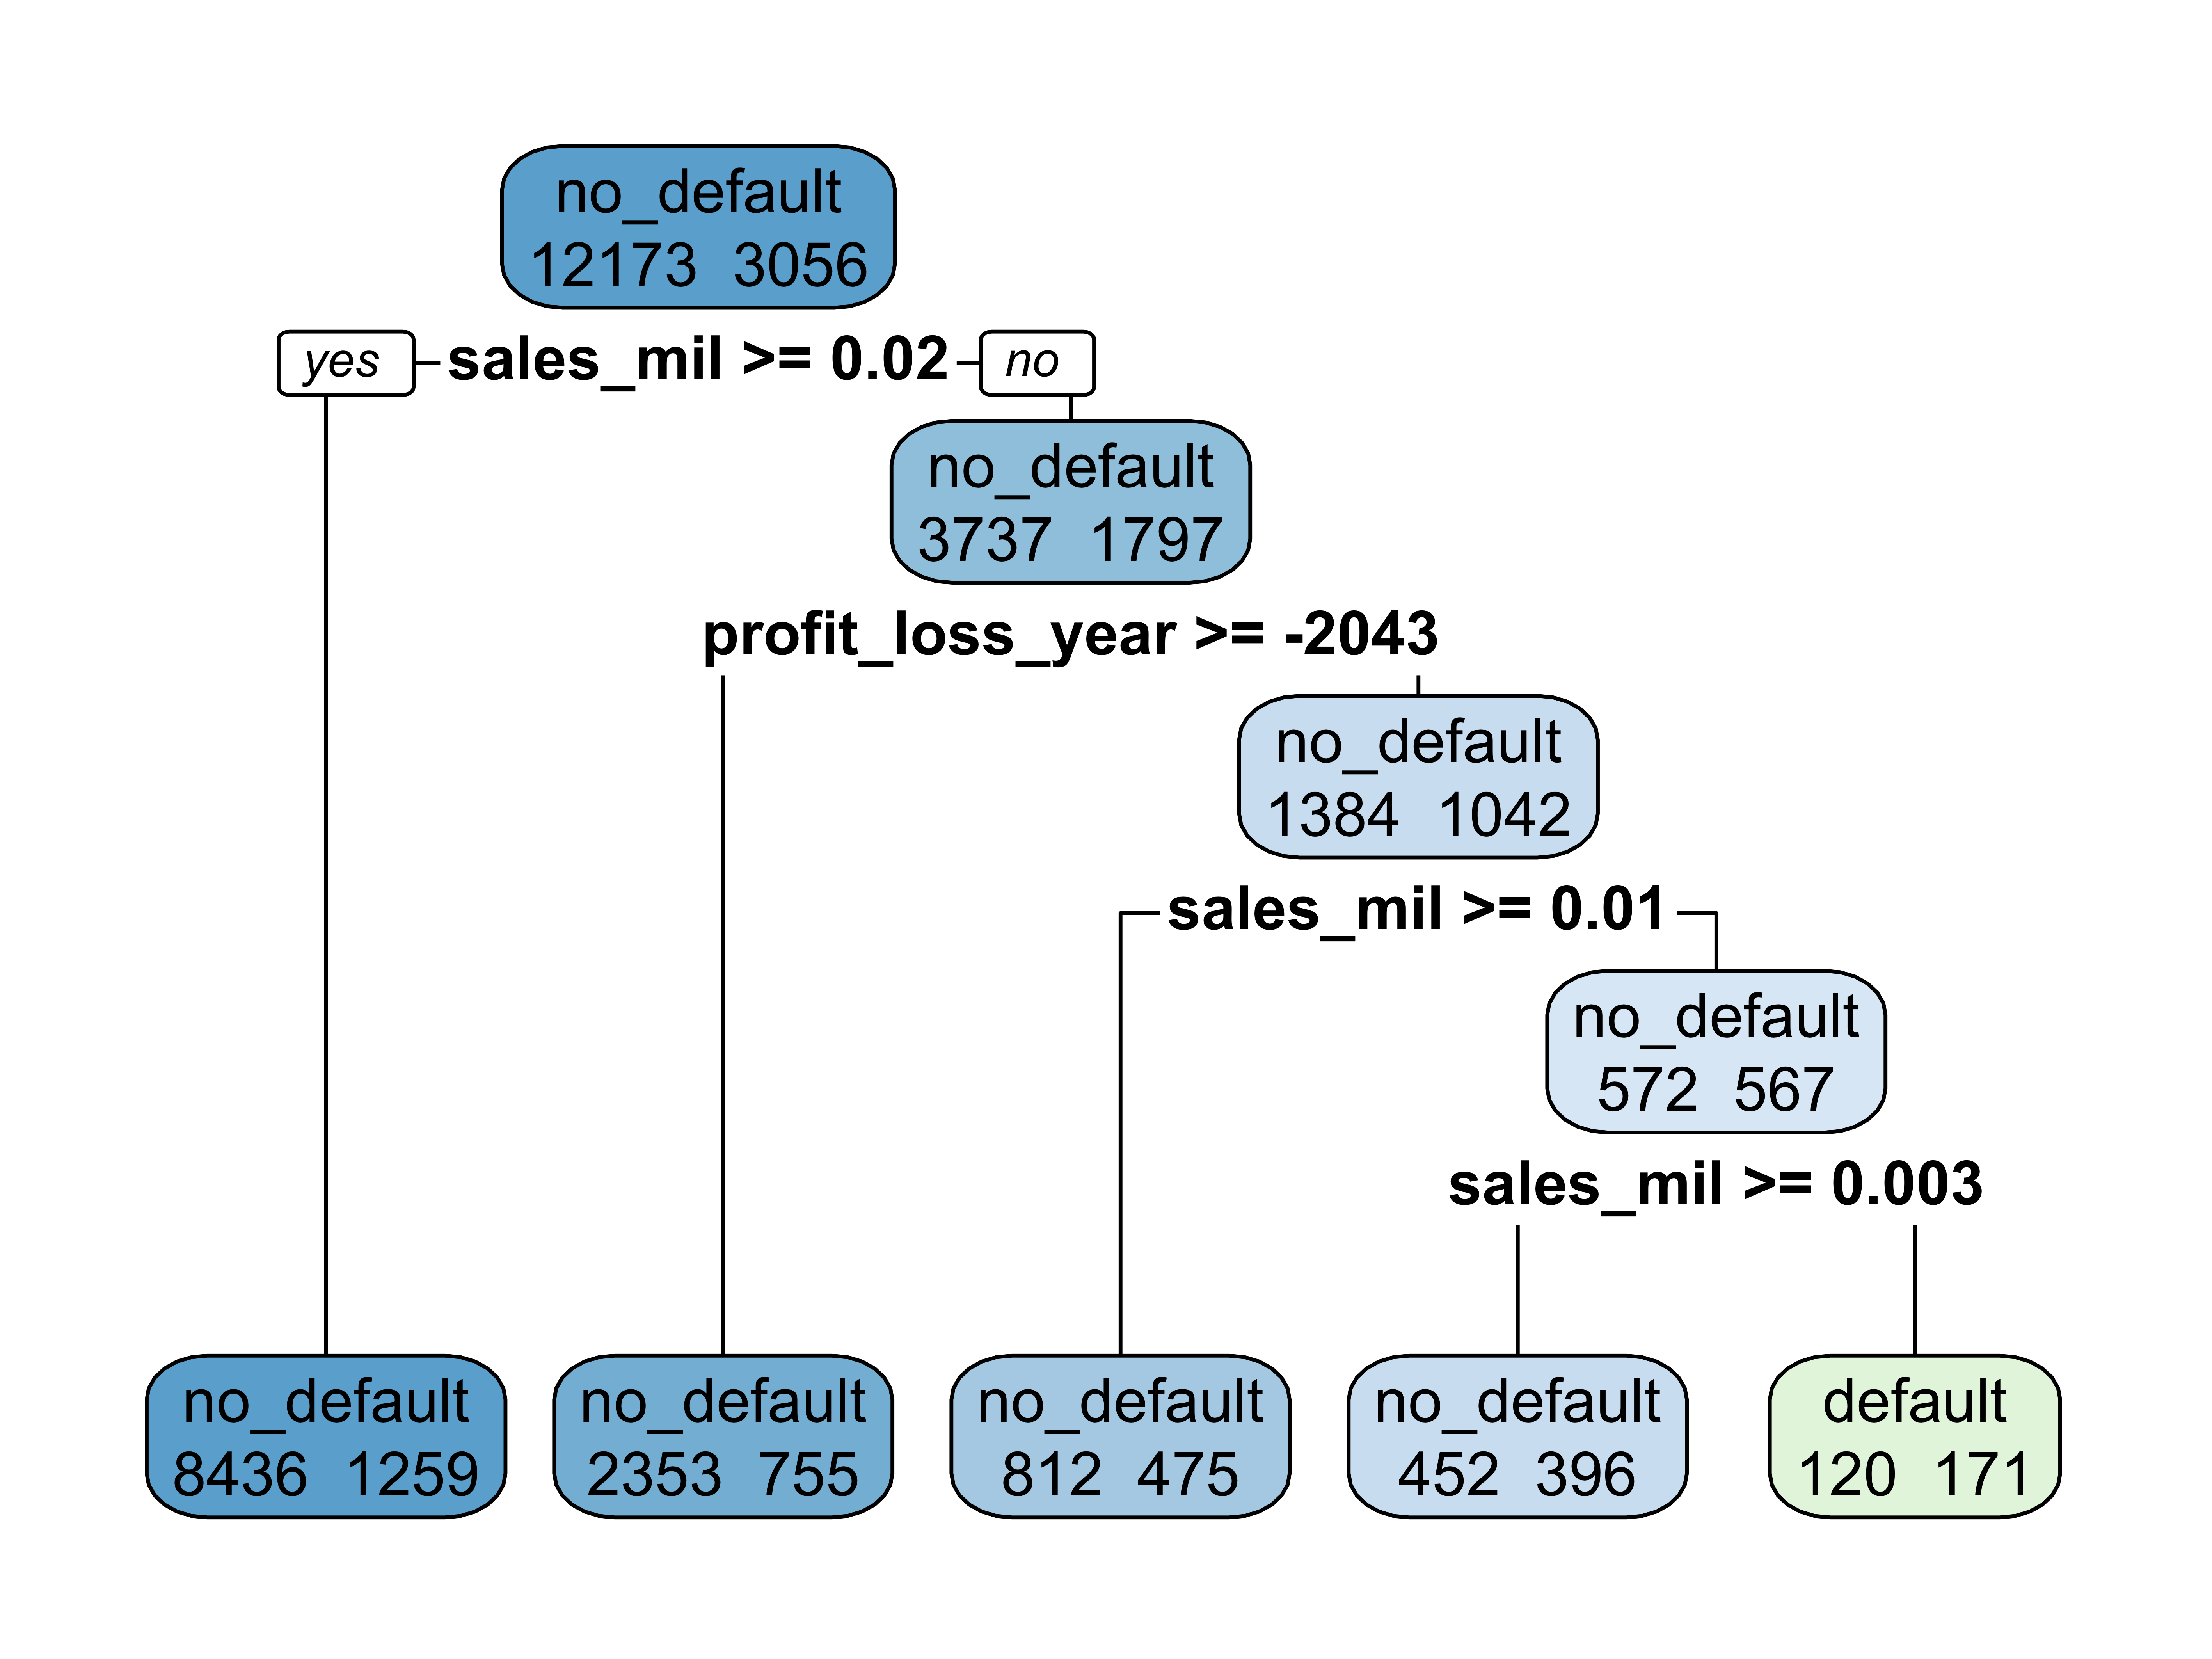 no_default
12173 3056
yes sales_mil >= 0.02 no
no_default
3737 1797
profit_loss_year >= -2043
no_default
1384 1042
sales_mil >= 0.01
no_default
572 567
sales_mil >= 0.003
no_default no_default no_default no_default default
8436 1259 2353 755 812 475 452 396 120 171